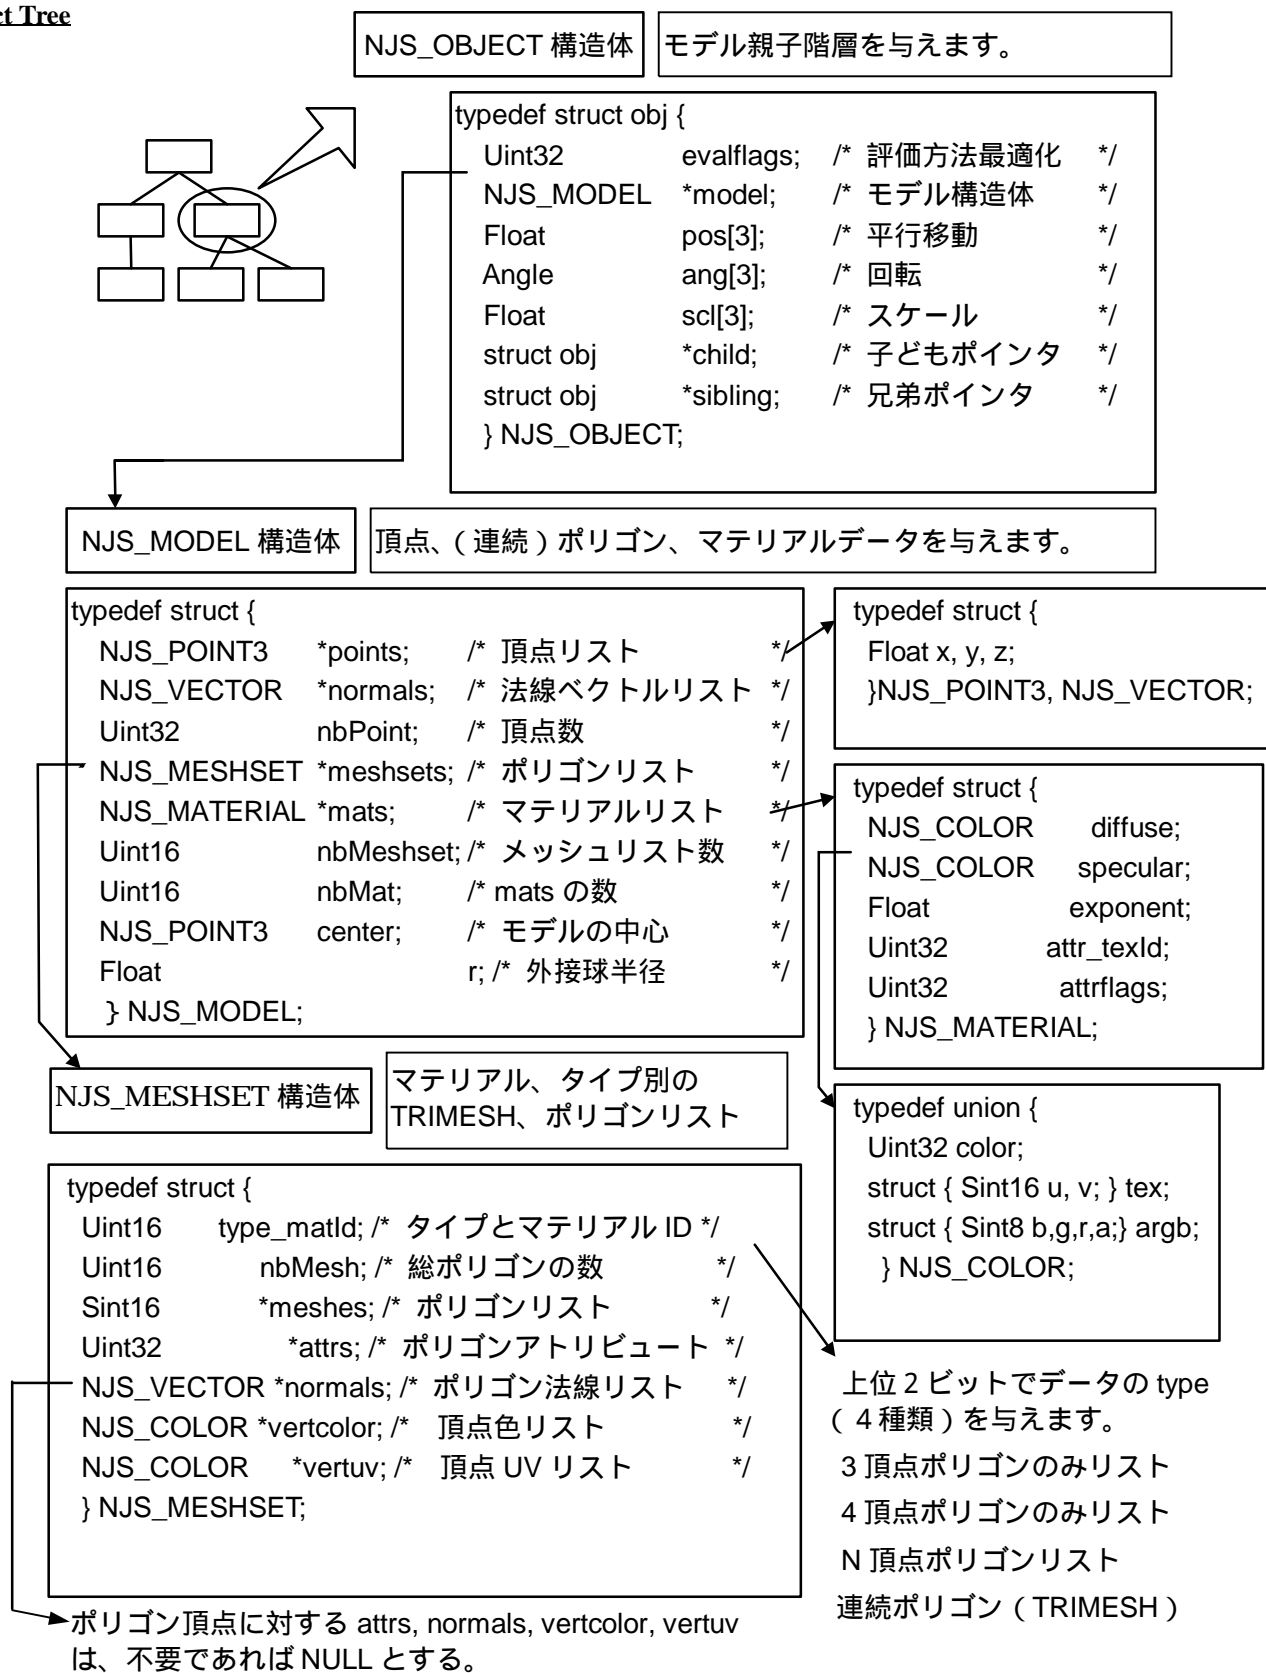 ct Tree
NJS_OBJECT 構造体
モデル親子階層を与えます。
typedef struct obj {
Uint32 evalflags; /* 評価方法最適化 */
NJS_MODEL *model; /* モデル構造体 */
Float pos[3]; /* 平行移動 */
Angle ang[3]; /* 回転 */
Float scl[3]; /* スケール */
struct obj *child; /* 子どもポインタ */
struct obj *sibling; /* 兄弟ポインタ */
} NJS_OBJECT;
NJS_MODEL 構造体
頂点、（連続）ポリゴン、マテリアルデータを与えます。
typedef struct {
NJS_POINT3 *points; /* 頂点リスト */
NJS_VECTOR *normals; /* 法線ベクトルリスト */
Uint32 nbPoint; /* 頂点数 */
NJS_MESHSET *meshsets; /* ポリゴンリスト */
NJS_MATERIAL *mats; /* マテリアルリスト */
Uint16 nbMeshset; /* メッシュリスト数 */
Uint16 nbMat; /* mats の数 */
NJS_POINT3 center; /* モデルの中心 */
Float r; /* 外接球半径 */
} NJS_MODEL;
typedef struct {
Float x, y, z;
}NJS_POINT3, NJS_VECTOR;
typedef struct {
NJS_COLOR diffuse;
NJS_COLOR specular;
Float exponent;
Uint32 attr_texId;
Uint32 attrflags;
} NJS_MATERIAL;
NJS_MESHSET 構造体
マテリアル、タイプ別の
TRIMESH、ポリゴンリスト
typedef union {
Uint32 color;
struct { Sint16 u, v; } tex;
struct { Sint8 b,g,r,a;} argb;
} NJS_COLOR;
typedef struct {
Uint16 type_matId; /* タイプとマテリアル ID */
Uint16 nbMesh; /* 総ポリゴンの数 */
Sint16 *meshes; /* ポリゴンリスト */
Uint32 *attrs; /* ポリゴンアトリビュート */
NJS_VECTOR *normals; /* ポリゴン法線リスト */
NJS_COLOR *vertcolor; /* 頂点色リスト */
NJS_COLOR *vertuv; /* 頂点 UV リスト */
} NJS_MESHSET;
上位２ビットでデータの type
（４種類）を与えます。
3 頂点ポリゴンのみリスト
4 頂点ポリゴンのみリスト
N 頂点ポリゴンリスト
連続ポリゴン（TRIMESH）
ポリゴン頂点に対する attrs, normals, vertcolor, vertuv
は、不要であれば NULL とする。